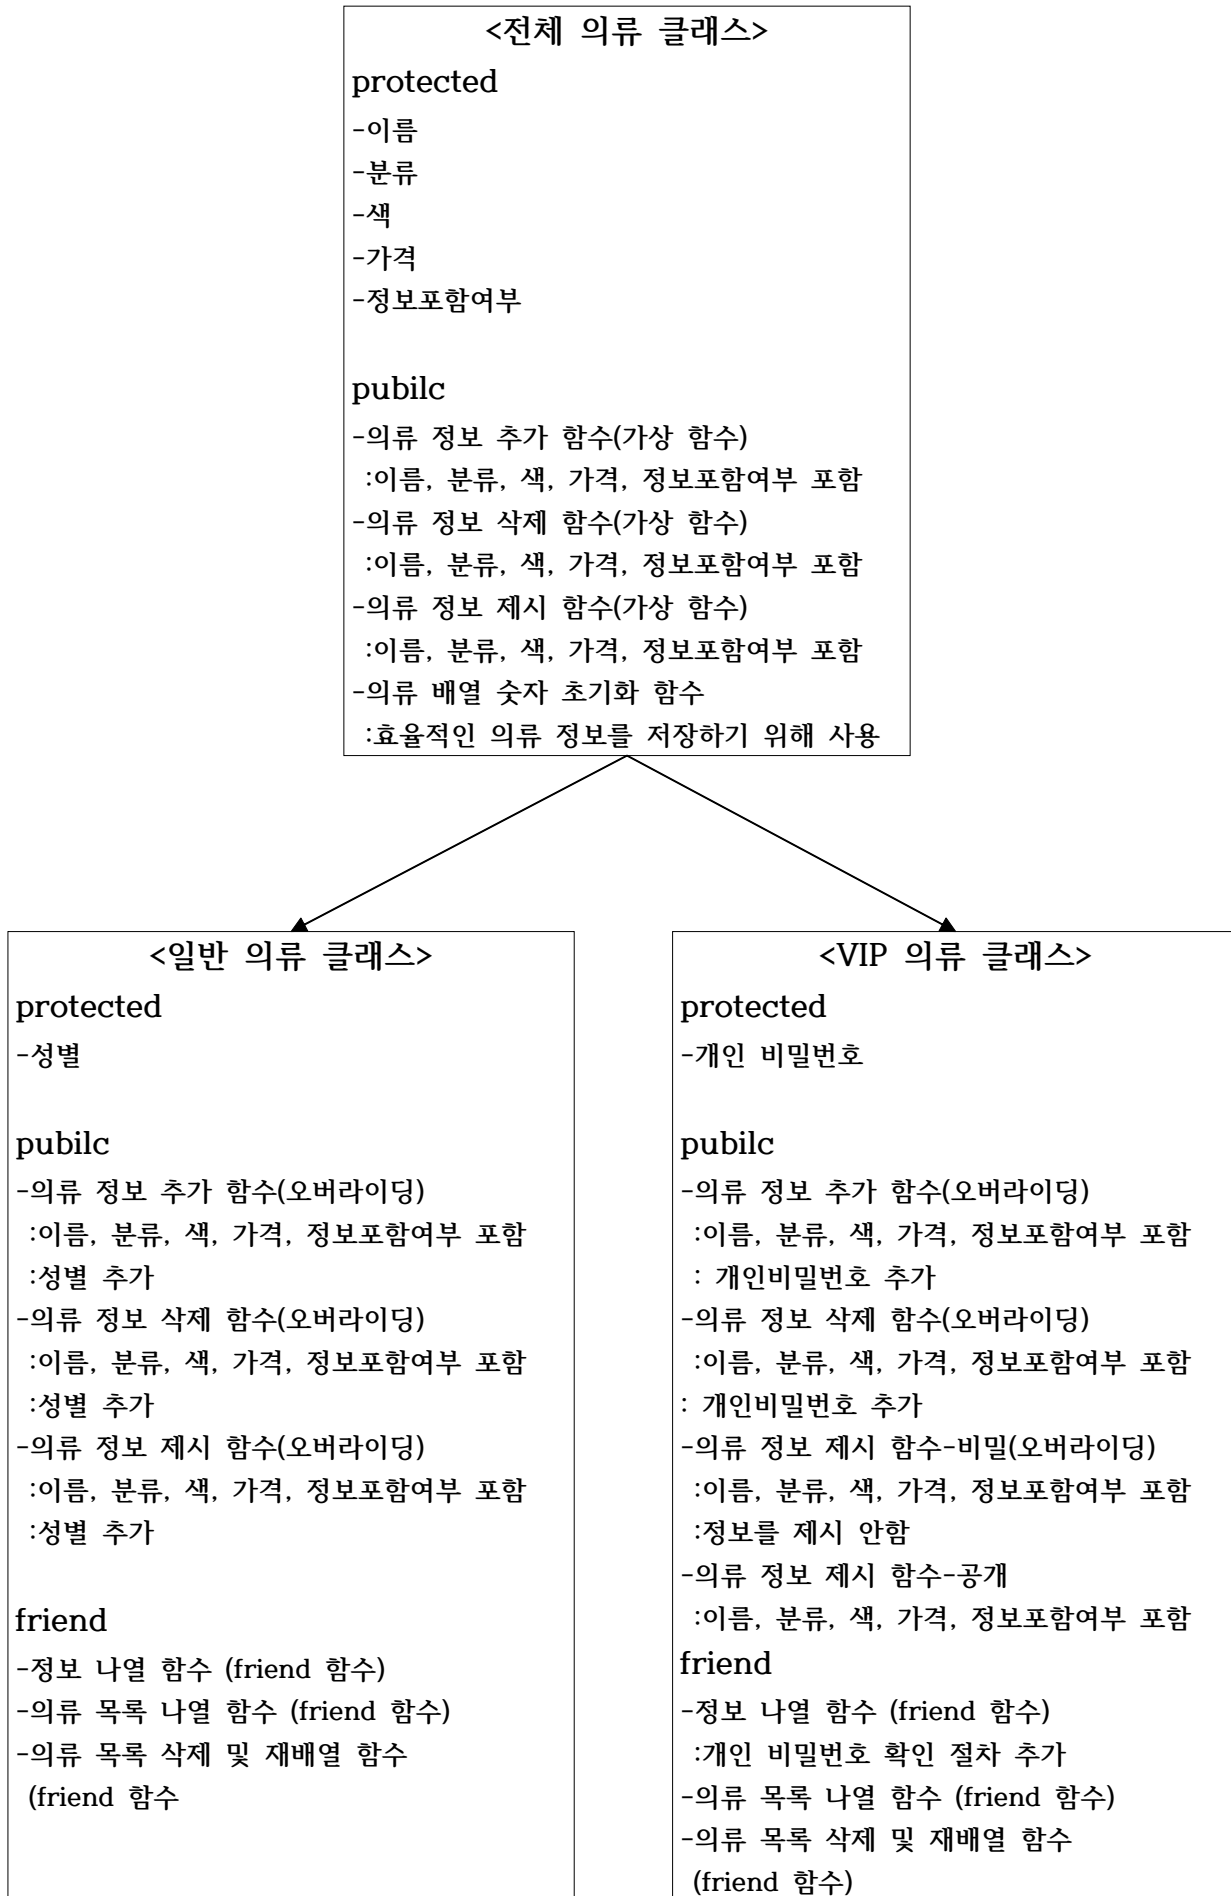 <전체 의류 클래스>
protected
-이름
-분류
-색
-가격
-정보포함여부
pubilc
-의류 정보 추가 함수(가상 함수)
:이름, 분류, 색, 가격, 정보포함여부 포함
-의류 정보 삭제 함수(가상 함수)
:이름, 분류, 색, 가격, 정보포함여부 포함
-의류 정보 제시 함수(가상 함수)
:이름, 분류, 색, 가격, 정보포함여부 포함
-의류 배열 숫자 초기화 함수
:효율적인 의류 정보를 저장하기 위해 사용
<일반 의류 클래스>
protected
-성별
pubilc
-의류 정보 추가 함수(오버라이딩)
:이름, 분류, 색, 가격, 정보포함여부 포함
:성별 추가
-의류 정보 삭제 함수(오버라이딩)
:이름, 분류, 색, 가격, 정보포함여부 포함
:성별 추가
-의류 정보 제시 함수(오버라이딩)
:이름, 분류, 색, 가격, 정보포함여부 포함
:성별 추가
friend
-정보 나열 함수 (friend 함수)
-의류 목록 나열 함수 (friend 함수)
-의류 목록 삭제 및 재배열 함수
(friend 함수
<VIP 의류 클래스>
protected
-개인 비밀번호
pubilc
-의류 정보 추가 함수(오버라이딩)
:이름, 분류, 색, 가격, 정보포함여부 포함
: 개인비밀번호 추가
-의류 정보 삭제 함수(오버라이딩)
:이름, 분류, 색, 가격, 정보포함여부 포함
: 개인비밀번호 추가
-의류 정보 제시 함수-비밀(오버라이딩)
:이름, 분류, 색, 가격, 정보포함여부 포함
:정보를 제시 안함
-의류 정보 제시 함수-공개
:이름, 분류, 색, 가격, 정보포함여부 포함
friend
-정보 나열 함수 (friend 함수)
:개인 비밀번호 확인 절차 추가
-의류 목록 나열 함수 (friend 함수)
-의류 목록 삭제 및 재배열 함수
(friend 함수)